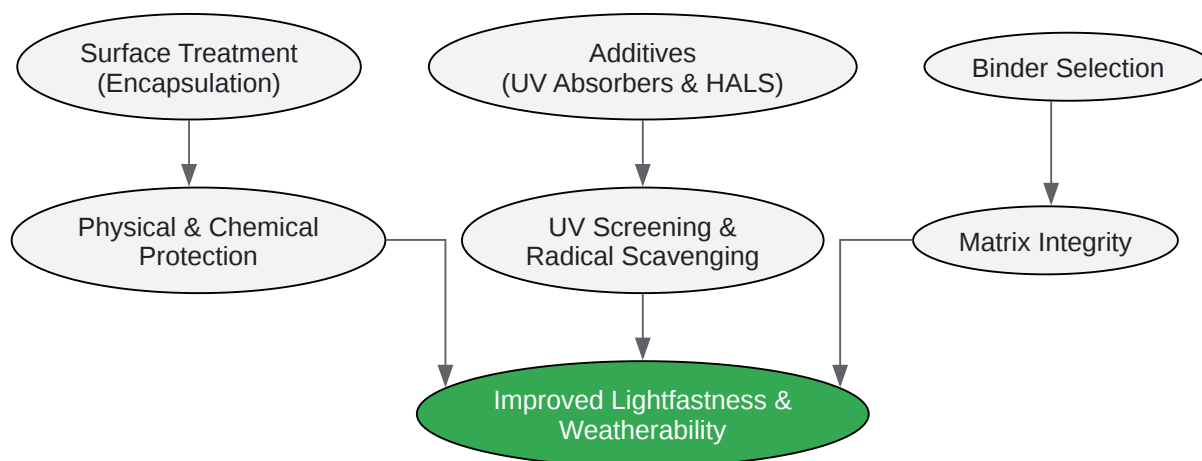 Surface Treatment
(Encapsulation)
Additives
(UV Absorbers & HALS)
Binder Selection
Physical & Chemical
Protection
UV Screening &
Radical Scavenging
Matrix Integrity
Improved Lightfastness &
Weatherability